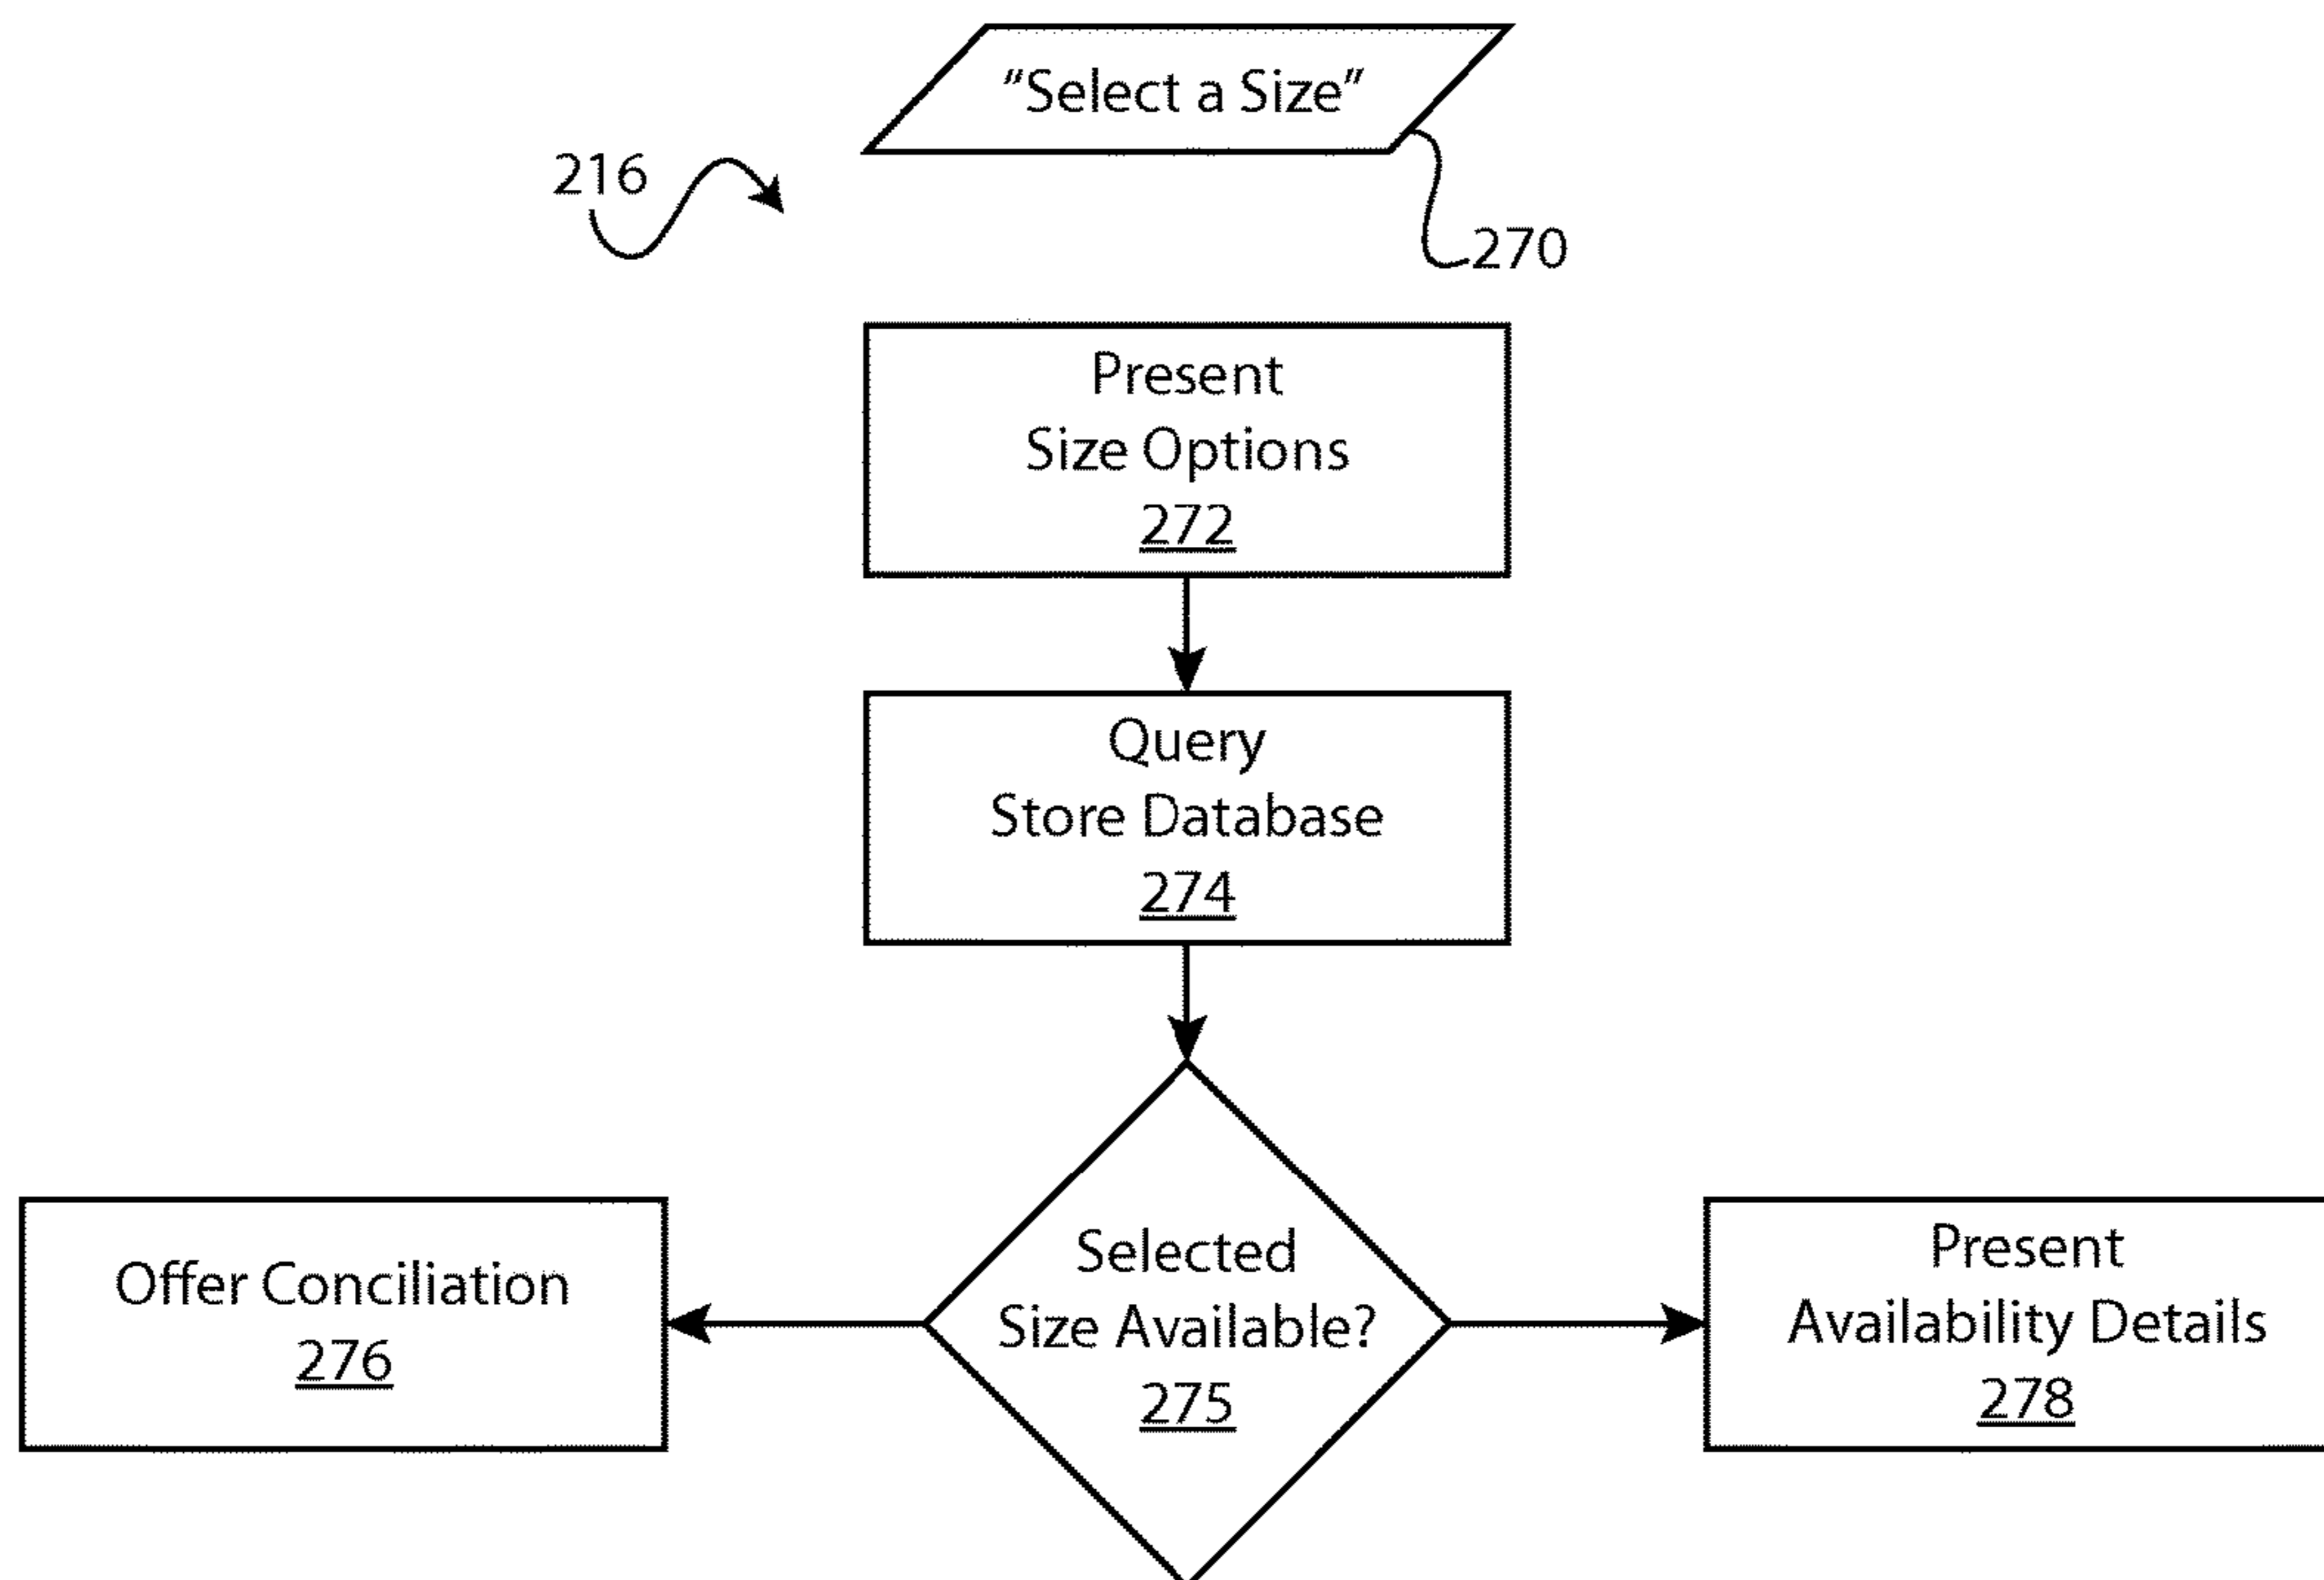 "Select a Size"
216
270
Present
Size Options
272
Query
Store Database
274
Selected
Size Available?
275
Offer Conciliation
276
Present
Availability Details
278